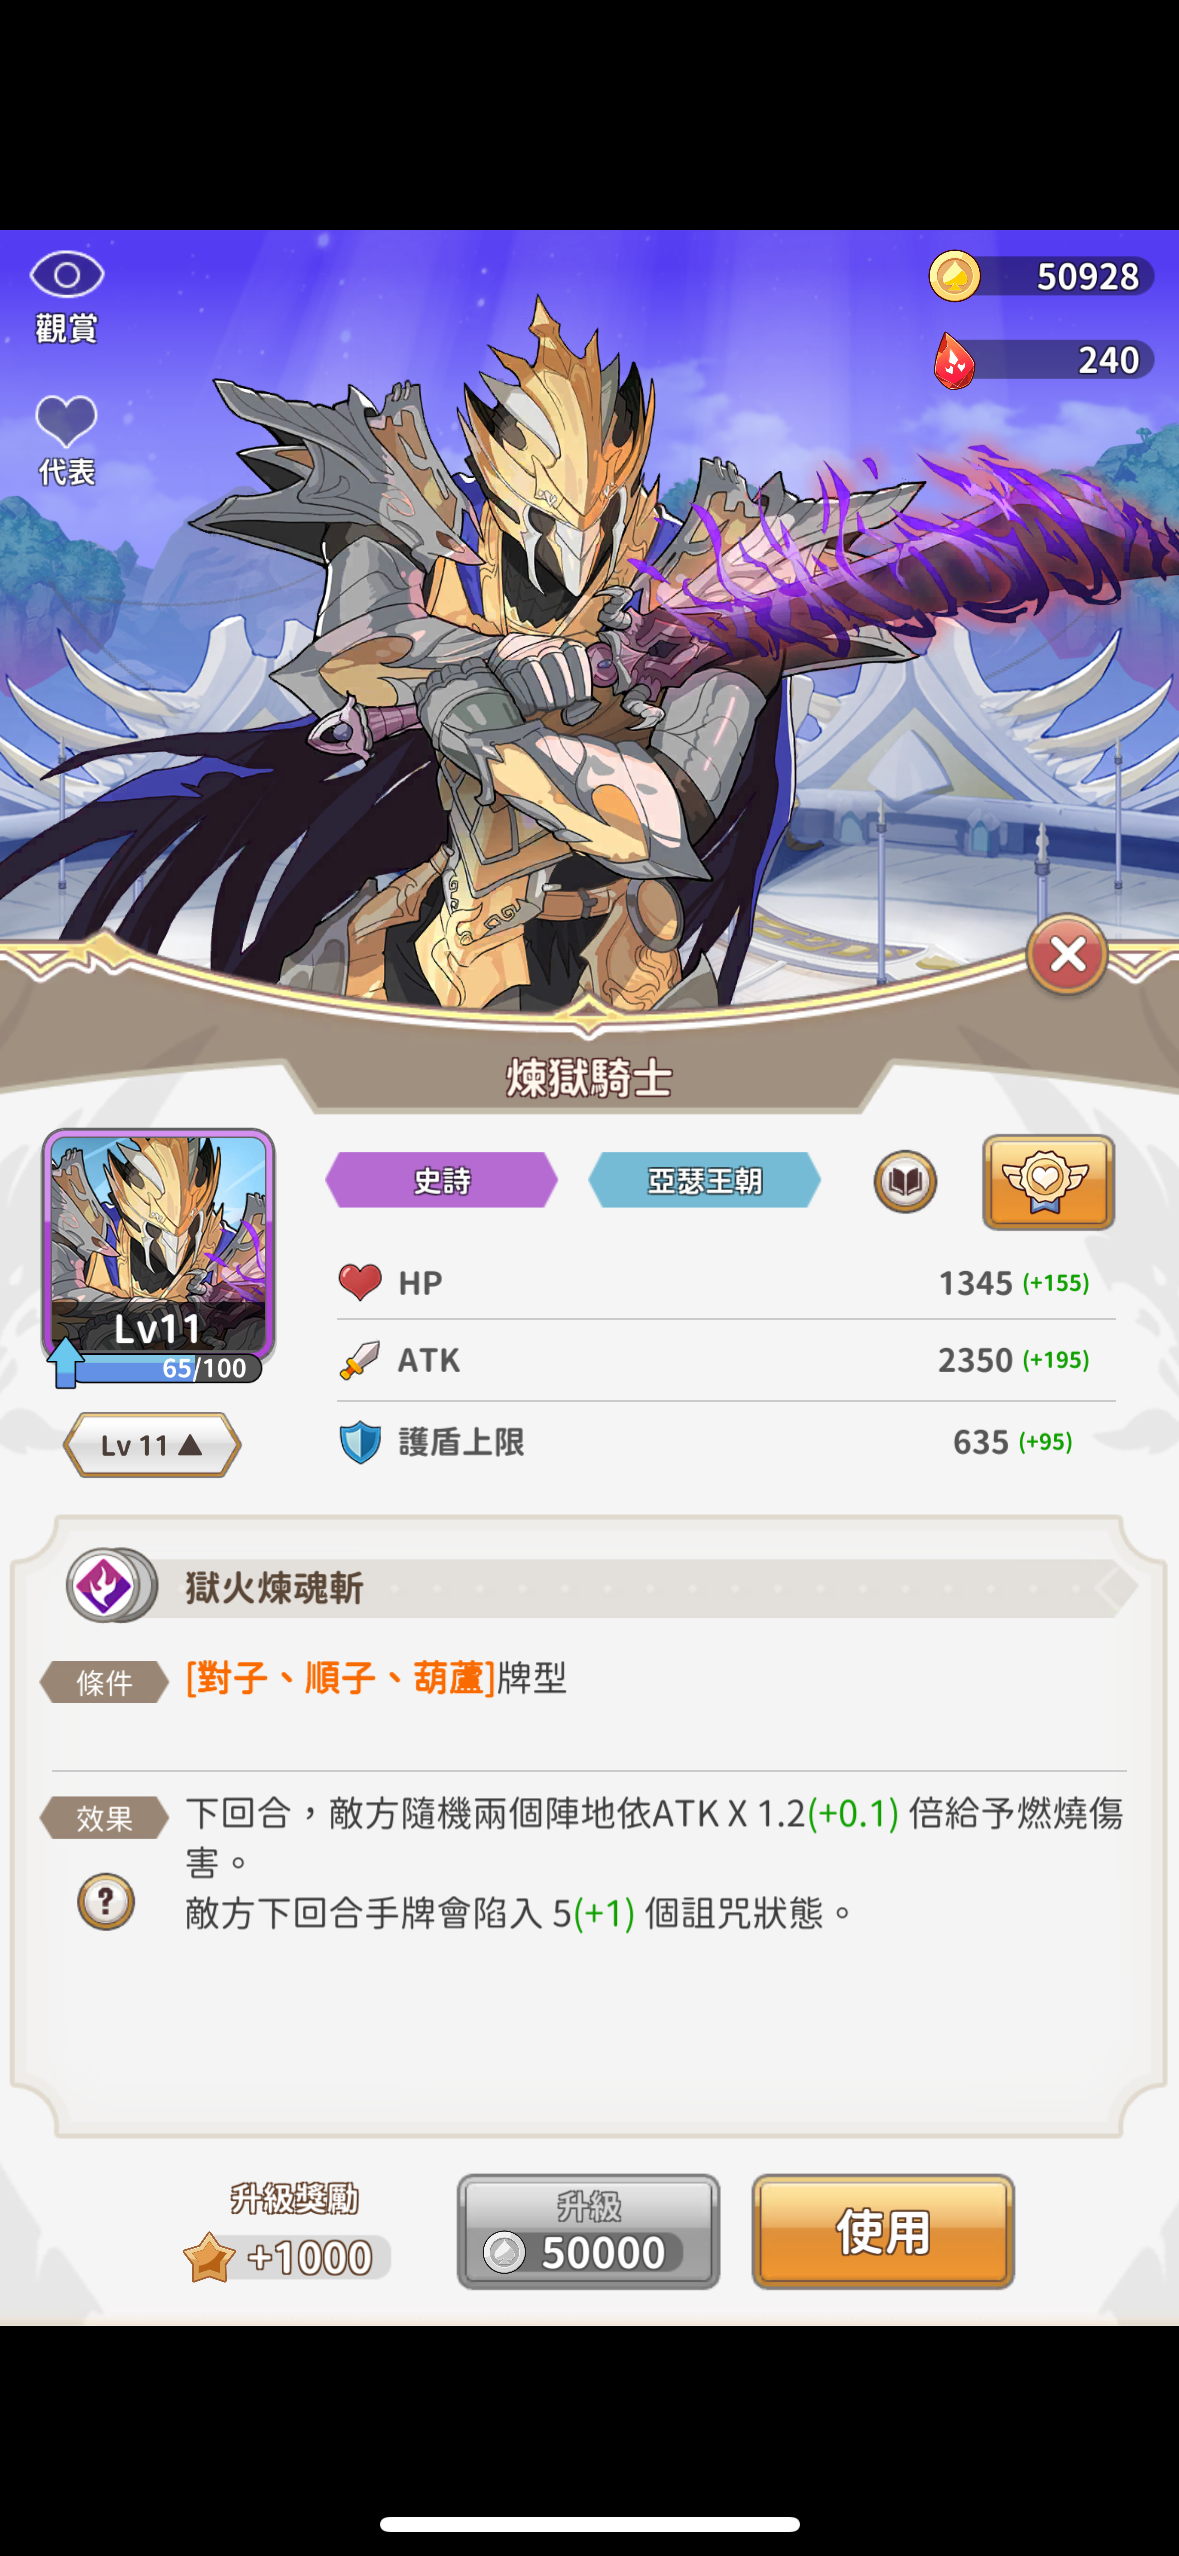 觀賞
50928
240
代表
煉獄騎士
史詩
亞瑟王朝
Lv11
65/100
Lv 11 ▲
HP
1345 (+155)
ATK
2350 (+195)
護盾上限
635 (+95)
獄火煉魂斬
條件
[對子、順子、葫蘆]牌型
效果
下回合，敵方隨機兩個陣地依ATK X 1.2(+0.1) 倍給予燃燒傷
害。
?
敵方下回合手牌會陷入 5(+1) 個詛咒狀態。
升級獎勵
+1000
升級
50000
使用